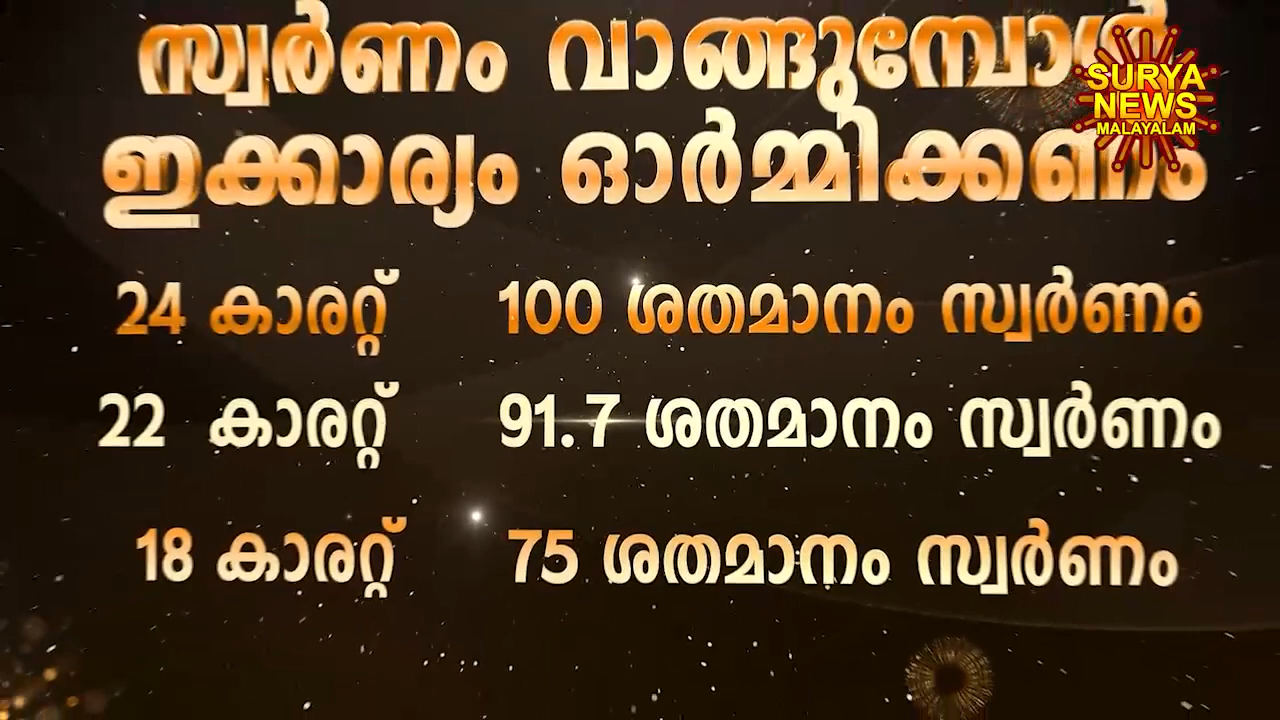 സ്വർണം വാങ്ങുമ്പോൾ
SURYA
NEWS
MALAYALAM
ഇക്കാര്യം ഓർമ്മിക്കണം
24 കാരറ്റ് 100 ശതമാനം സ്വർണം
22 കാരറ്റ് 91.7 ശതമാനം സ്വർണം
18 കാരറ്റ് 75 ശതമാനം സ്വർണം